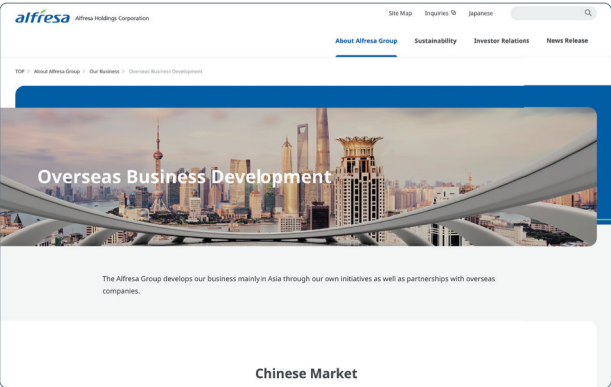 alfresa Alfresa Holdings Corporation
Site Map Inquiries Japanese
About Alfresa Group Sustainability Investor Relations News Release
TOP > About Alfresa Group > Our Business > Overseas Business Development
Overseas Business Development
The Alfresa Group develops our business mainly in Asia through our own initiatives as well as partnerships with overseas
companies.
Chinese Market